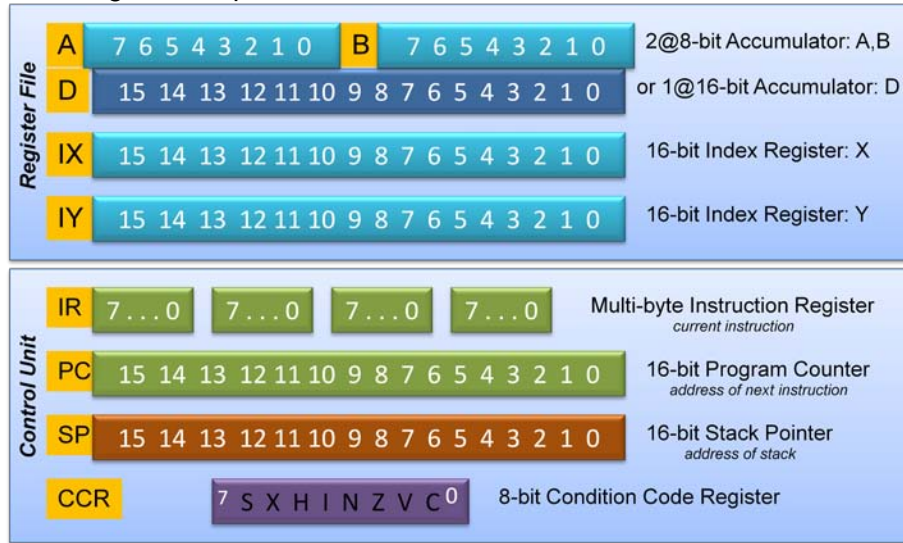 A 7 6 5 4 3 2 1 0 B 7 6 5 4 3 2 1 0 2@8-bit Accumulator: A,B
D 15 14 13 12 11 10 9 8 7 6 5 4 3 2 1 0 or 1@16-bit Accumulator: D
IX 15 14 13 12 11 10 9 8 7 6 5 4 3 2 1 0 16-bit Index Register: X
IY 15 14 13 12 11 10 9 8 7 6 5 4 3 2 1 0 16-bit Index Register: Y
Register File
IR 7...0 7...0 7...0 7...0 Multi-byte Instruction Register
current instruction
PC 15 14 13 12 11 10 9 8 7 6 5 4 3 2 1 0 16-bit Program Counter
address of next instruction
SP 15 14 13 12 11 10 9 8 7 6 5 4 3 2 1 0 16-bit Stack Pointer
address of stack
CCR 7 S X H I N Z V C 0 8-bit Condition Code Register
Control Unit